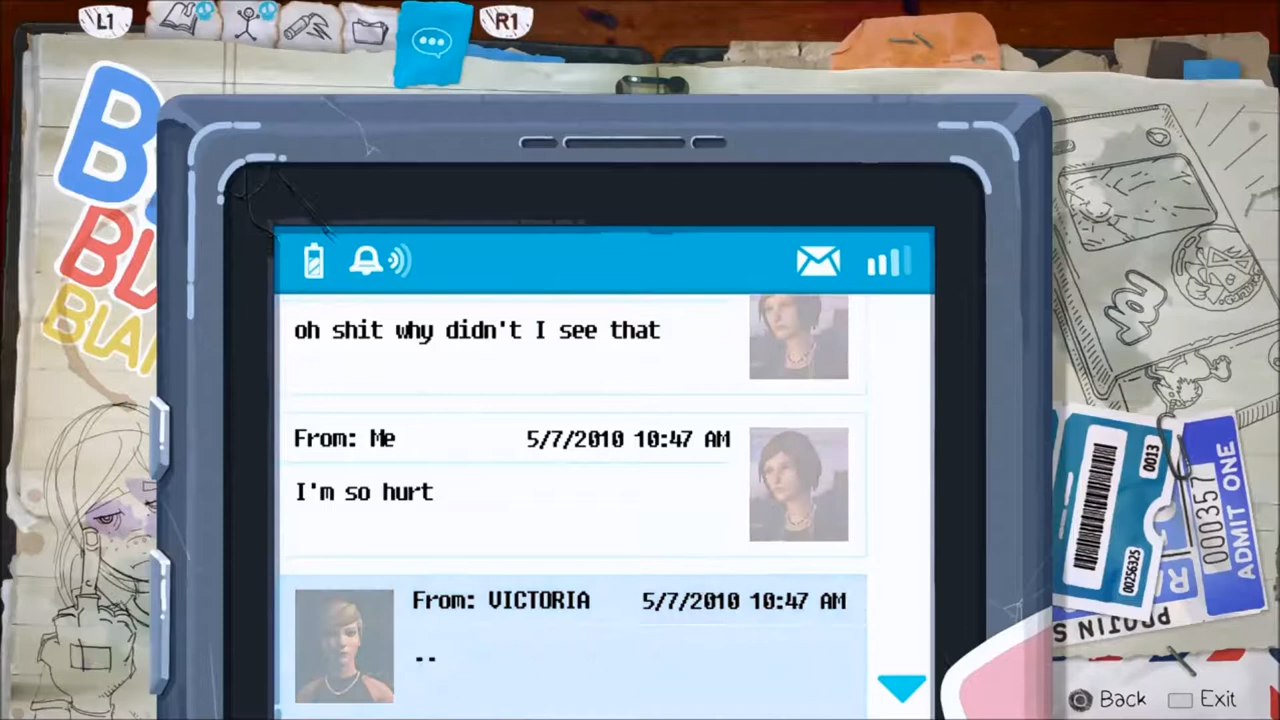 L1
R1
oh shit why didn't I see that
From: Me 5/7/2010 10:47 AM
I'm so hurt
From: VICTORIA 5/7/2010 10:47 AM
--
0013
00256325
000357
ADMIT ONE
Back
Exit